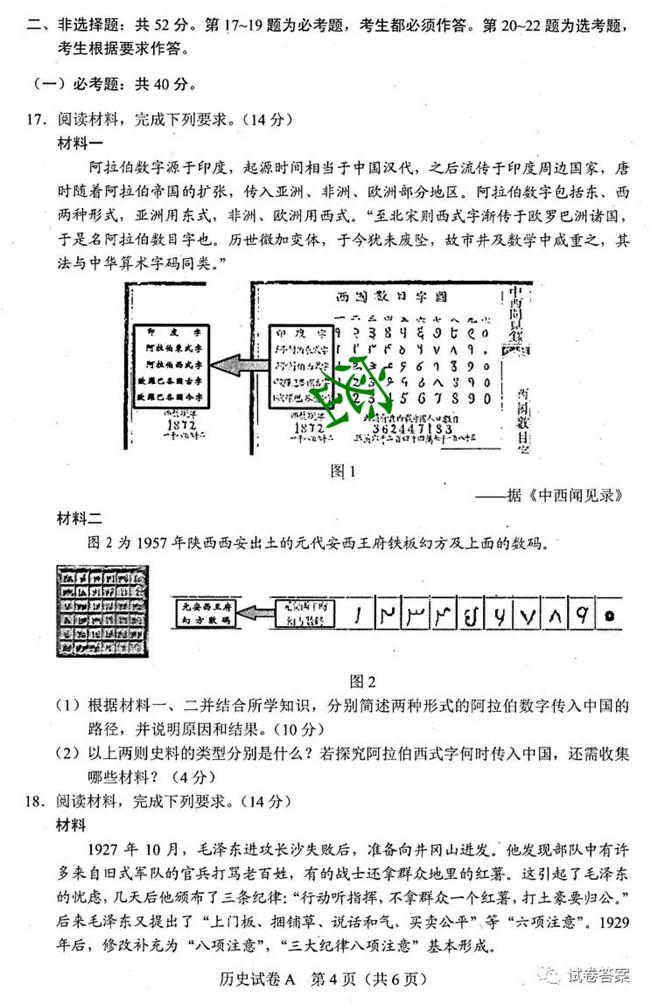 二、非选择题：共 52 分。第 17~19 题为必考题，考生都必须作答。第 20~22 题为选考题，
考生根据要求作答。
（一）必考题：共 40 分。
17．阅读材料，完成下列要求。（14 分）
材料一
阿拉伯数字源于印度，起源时间相当于中国汉代，之后流传于印度周边国家，唐
时随着阿拉伯帝国的扩张，传入亚洲、非洲、欧洲部分地区。阿拉伯数字包括东、西
两种形式，亚洲用东式，非洲、欧洲用西式。“至北宋则西式字渐传于欧罗巴洲诸国，
于是名阿拉伯数目字也。历世微加变体，于今犹未废坠，故市井及数学中咸重之，其
法与中华算术字码同类。”
西国数目字圖
印度字
阿拉伯东式字
阿拉伯西式字
歐羅巴各國古字
歐羅巴各國今字
1872
印度字
1872
362447183
中西聞見錄
西國數目字
图 1
——据《中西闻见录》
材料二
图 2 为 1957 年陕西西安出土的元代安西王府铁板幻方及上面的数码。
元安西王府
幻方數碼
图 2
（1）根据材料一、二并结合所学知识，分别简述两种形式的阿拉伯数字传入中国的
路径，并说明原因和结果。（10 分）
（2）以上两则史料的类型分别是什么？若探究阿拉伯西式字何时传入中国，还需收集
哪些材料？（4 分）
18．阅读材料，完成下列要求。（14 分）
材料
1927 年 10 月，毛泽东进攻长沙失败后，准备向井冈山进发。他发现部队中有许
多来自旧式军队的官兵打骂老百姓，有的战士还拿群众地里的红薯。这引起了毛泽东
的忧虑，几天后他颁布了三条纪律：“行动听指挥，不拿群众一个红薯，打土豪要归公。”
后来毛泽东又提出了“上门板、捆铺草、说话和气、买卖公平”等“六项注意”。1929
年后，修改补充为“八项注意”，“三大纪律八项注意”基本形成。
历史试卷 A 第 4 页（共 6 页）
试卷答案